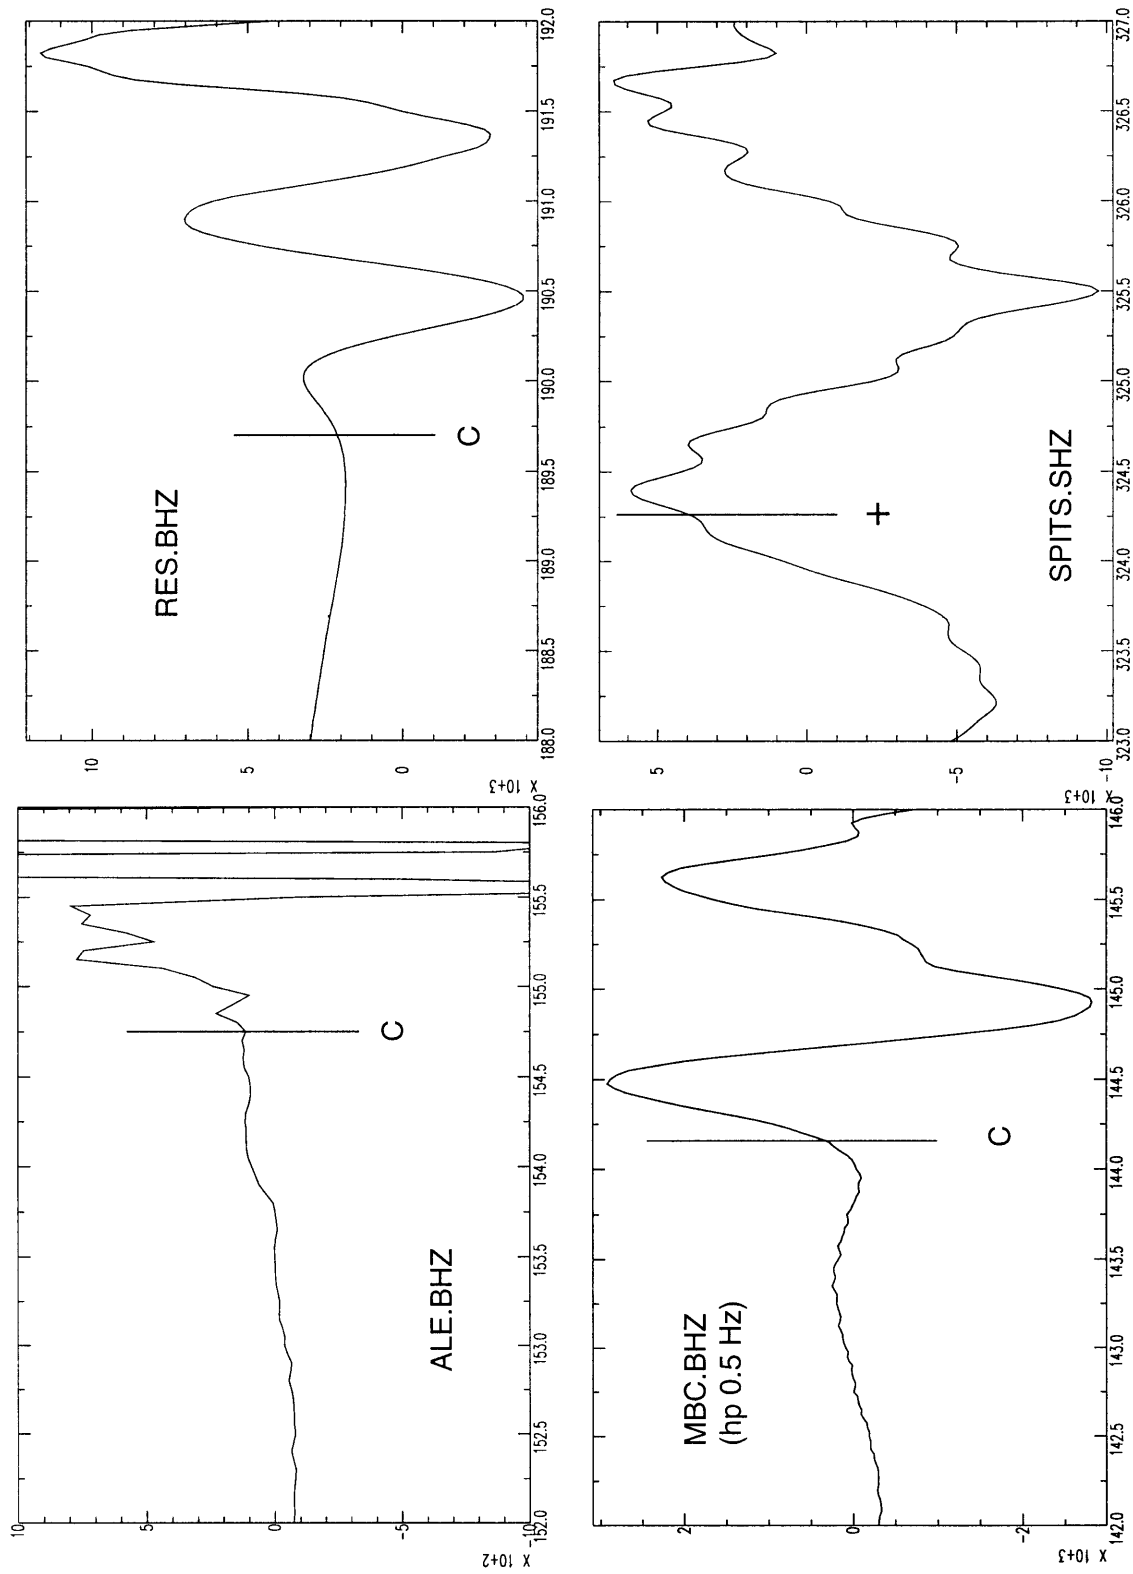 10
5
0
-5
-10
X 10+2
ALE.BHZ
C
152.0 152.5 153.0 153.5 154.0 154.5 155.0 155.5 156.0
10
0
X 10+3
RES.BHZ
C
188.0 188.5 189.0 189.5 190.0 190.5 191.0 191.5 192.0
2
0
-2
X 10+3
MBC.BHZ
(hp 0.5 Hz)
C
142.0 142.5 143.0 143.5 144.0 144.5 145.0 145.5 146.0
5
0
-5
-10
X 10+3
+
SPITS.SHZ
323.0 323.5 324.0 324.5 325.0 325.5 326.0 326.5 327.0